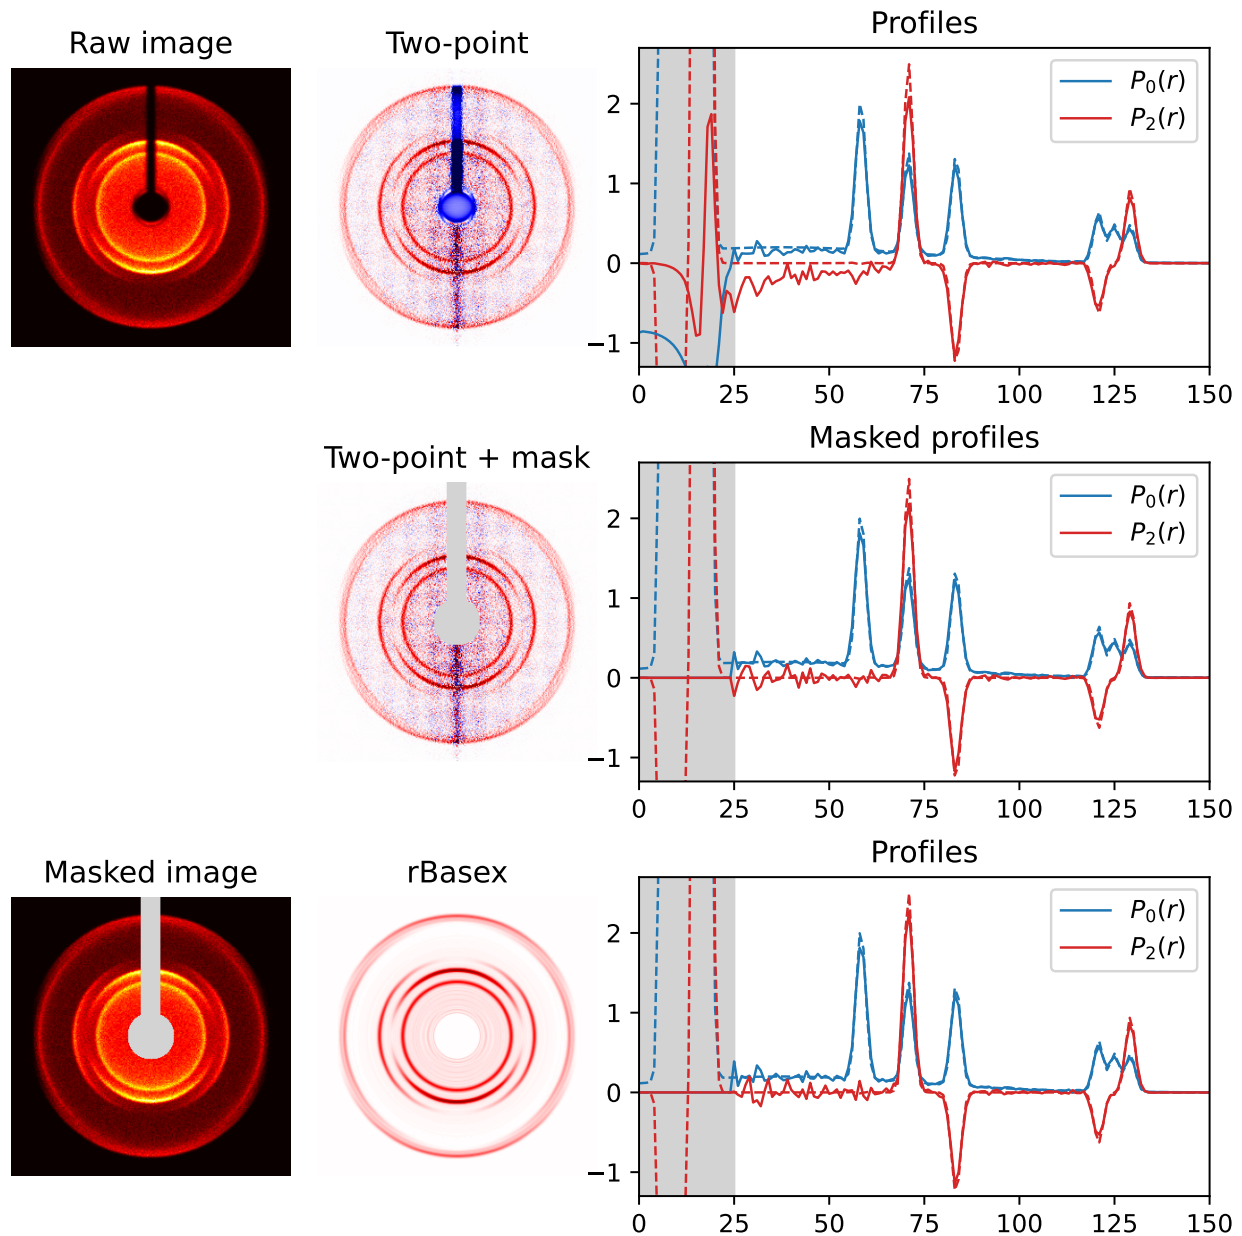 Raw image
Two-point
Profiles
P₀(r)
P₂(r)
2
1
0
−1
0 25 50 75 100 125 150
Two-point + mask
Masked profiles
P₀(r)
P₂(r)
2
1
0
−1
0 25 50 75 100 125 150
Masked image
rBasex
Profiles
P₀(r)
P₂(r)
2
1
0
−1
0 25 50 75 100 125 150